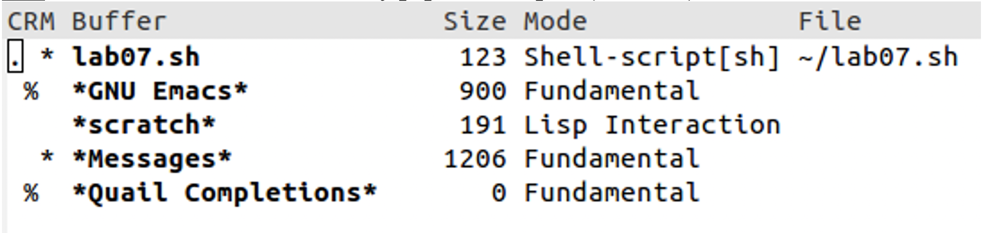 CRM Buffer Size Mode File
. * lab07.sh 123 Shell-script[sh] ~/lab07.sh
% *GNU Emacs* 900 Fundamental
*scratch* 191 Lisp Interaction
* *Messages* 1206 Fundamental
% *Quail Completions* 0 Fundamental